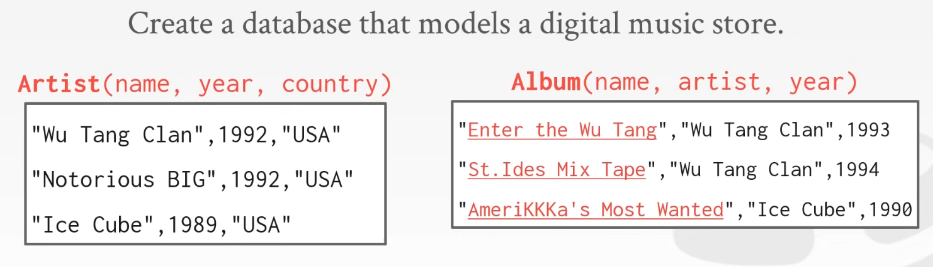 Create a database that models a digital music store.
Artist(name, year, country)
"Wu Tang Clan",1992,"USA"
"Notorious BIG",1992,"USA"
"Ice Cube",1989,"USA"
Album(name, artist, year)
"Enter the Wu Tang","Wu Tang Clan",1993
"St.Ides Mix Tape","Wu Tang Clan",1994
"AmeriKKKa's Most Wanted","Ice Cube",1990